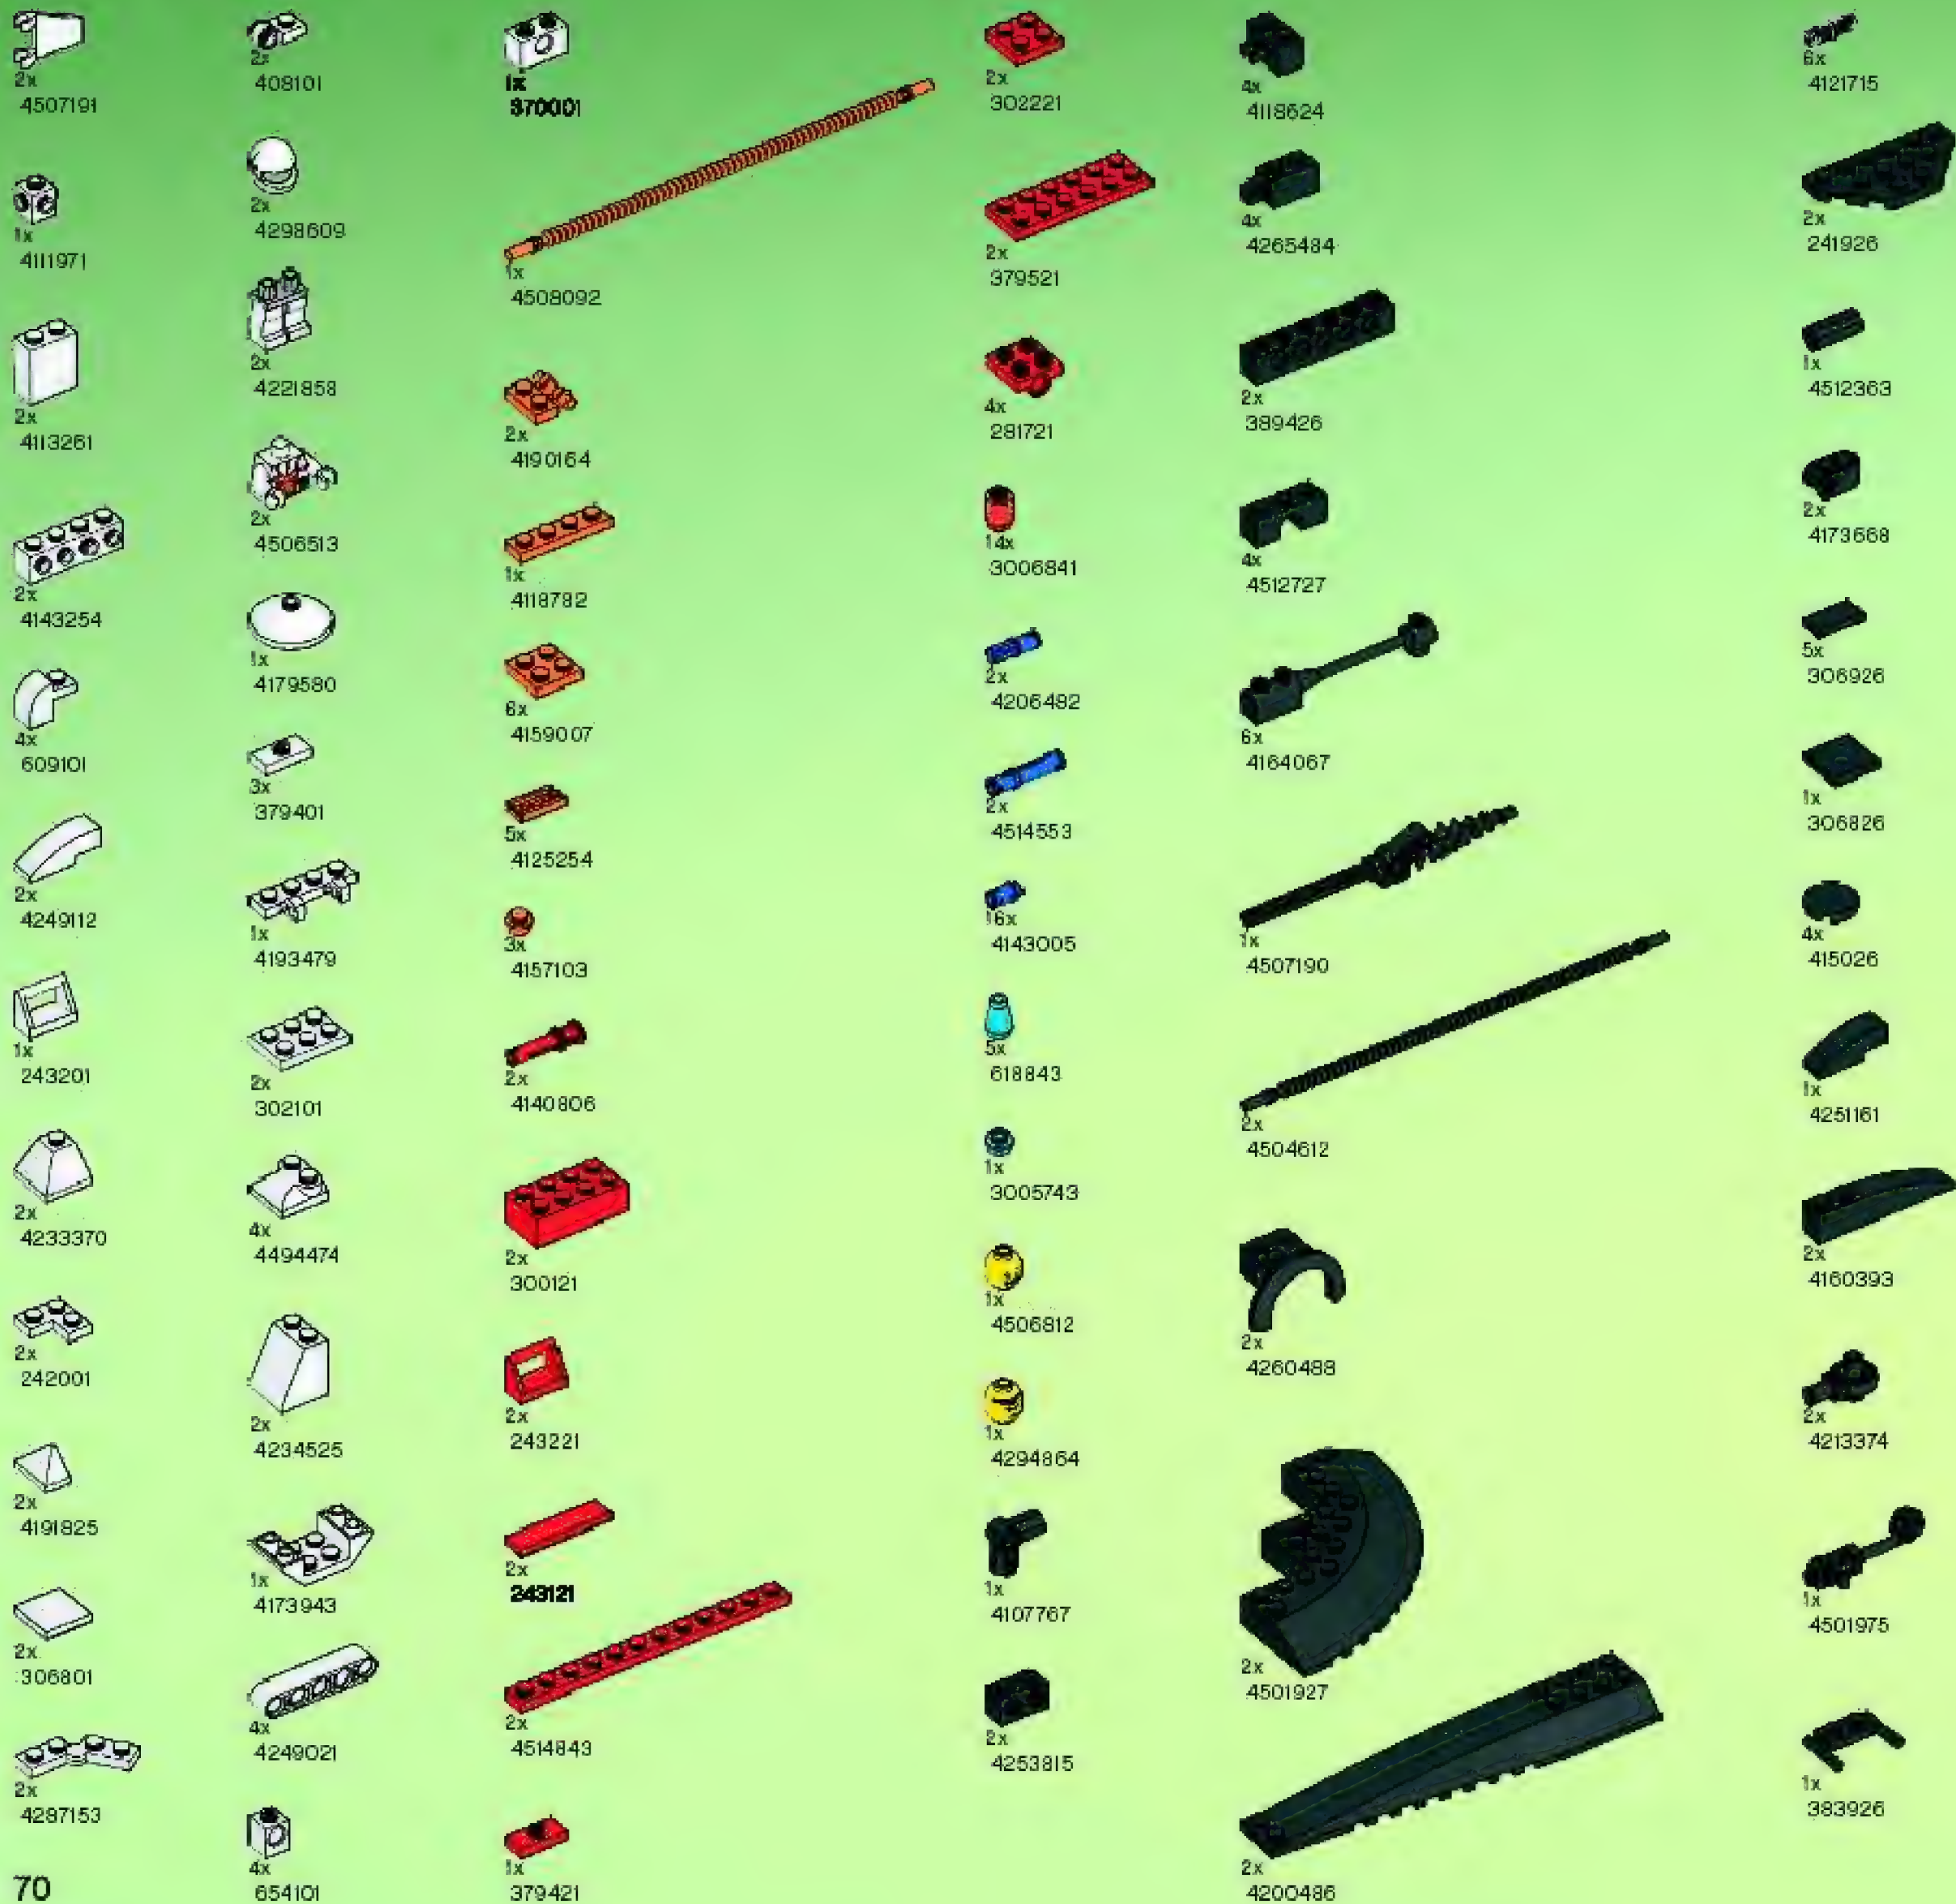 2x
4507191
1x
4111971
2x
4113261
2x
4143254
4x
609101
2x
4249112
1x
243201
2x
4233370
2x
242001
2x
4191825
2x
306801
2x
4287153
70
2x
408101
2x
4298609
2x
4221858
2x
4506513
1x
4179580
3x
379401
1x
4193479
2x
302101
4x
4494474
2x
4234525
1x
4173943
4x
4249021
4x
654101
1x
370001
1x
4508092
2x
4190164
1x
4118782
6x
4159007
5x
4125254
3x
4157103
2x
4140806
2x
300121
2x
243221
2x
243121
2x
4514843
1x
379421
2x
302221
2x
379521
4x
281721
14x
3006841
2x
4206482
2x
4514553
16x
4143005
5x
618843
1x
3005743
1x
4506812
1x
4294864
1x
4107767
2x
4253815
4x
4118624
4x
4265484
2x
389426
4x
4512727
6x
4164067
1x
4507190
2x
4504612
2x
4260488
2x
4501927
2x
4200486
6x
4121715
2x
241926
1x
4512363
2x
4173668
5x
306926
1x
306826
4x
415026
1x
4251161
2x
4160393
2x
4213374
1x
4501975
1x
383926